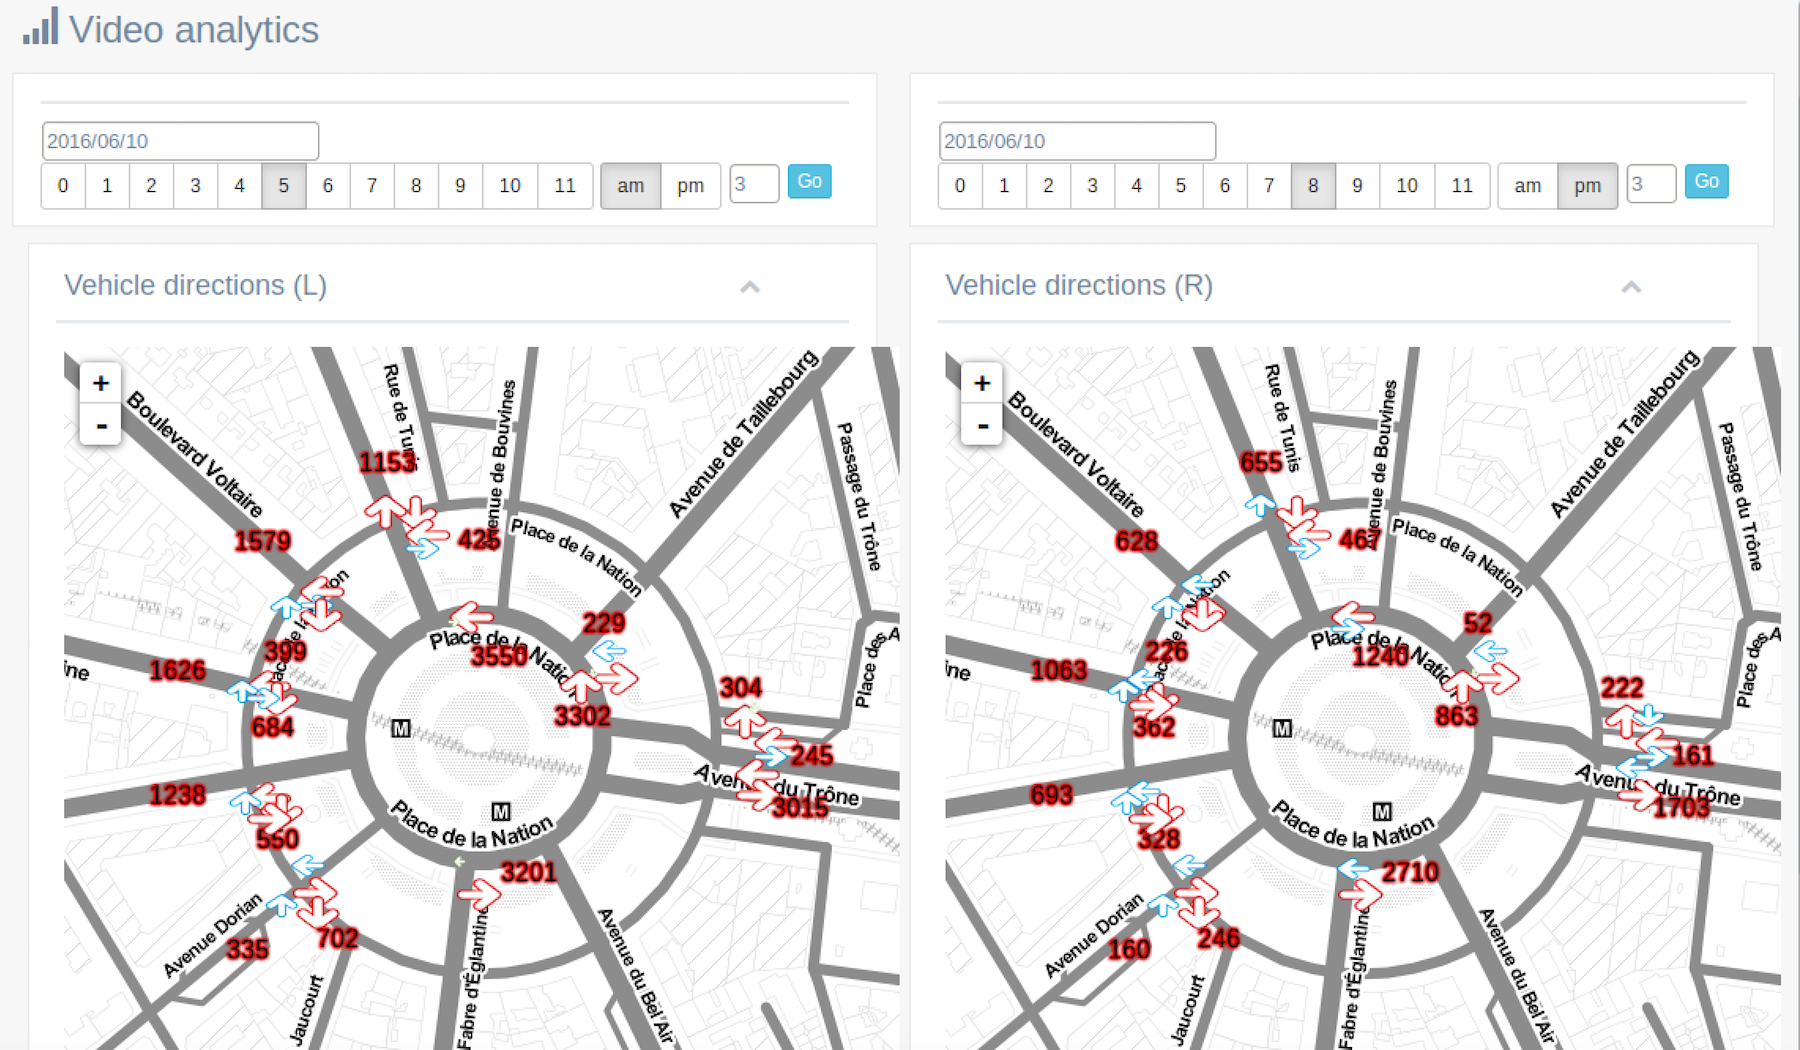 Video analytics
2016/06/10
0 1 2 3 4 5 6 7 8 9 10 11 am pm 3 Go
2016/06/10
0 1 2 3 4 5 6 7 8 9 10 11 am pm 3 Go
Vehicle directions (L)
+
-
Boulevard Voltaire
Rue de Tunis
Avenue de Bouvines
Avenue de Taillebourg
Passage du Trône
1153
1579
425
Place de la Nation
399
229
1626
3550
Place de la Nation
304
Place des A
ine
684
3302
M
245
1238
Avenue du Trône
3015
M
Place de la Nation
550
3201
Avenue Dorian
335
702
Jaucourt
Fabre d'Églantine
Avenue du Bel Air
Vehicle directions (R)
+
-
Boulevard Voltaire
Rue de Tunis
Avenue de Bouvines
Avenue de Taillebourg
Passage du Trône
655
628
467
Place de la Nation
226
52
1063
1240
Place de la Nation
222
Place des A
ne
362
863
M
161
693
Avenue du Trône
1703
M
Place de la Nation
328
2710
Avenue Dorian
160
246
Jaucourt
Fabre d'Églantine
Avenue du Bel Air